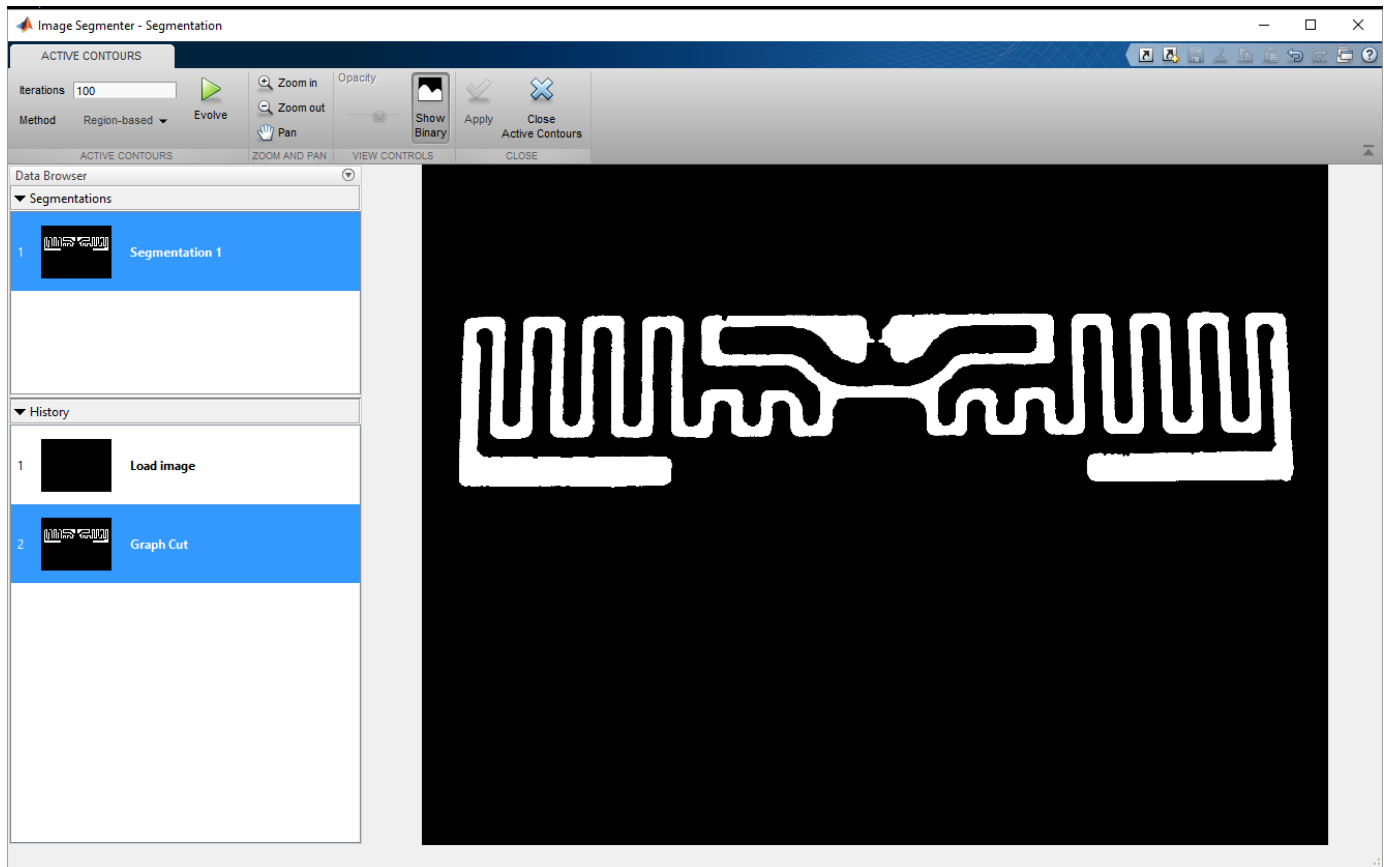 Image Segmenter - Segmentation
ACTIVE CONTOURS
Iterations 100
Method Region-based
Evolve
Zoom in
Zoom out
Pan
Opacity
Show Binary
Apply
Close Active Contours
ACTIVE CONTOURS
ZOOM AND PAN
VIEW CONTROLS
CLOSE
Data Browser
Segmentations
1 Segmentation 1
History
1 Load image
2 Graph Cut